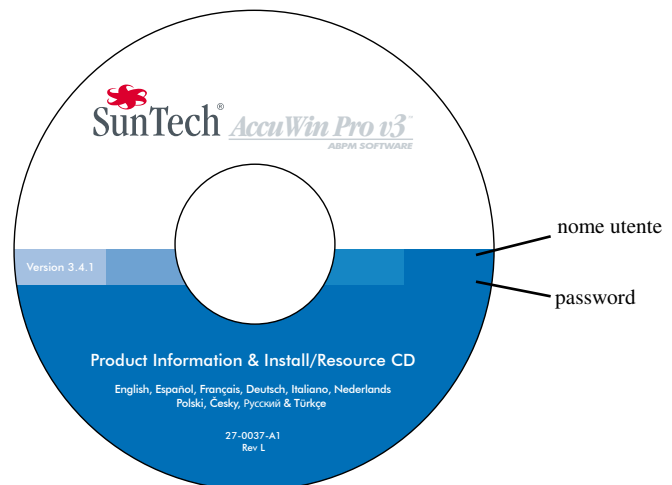 SunTech® AccuWin Pro v3™
ABPM SOFTWARE
nome utente
Version 3.4.1
password
Product Information & Install/Resource CD
English, Español, Français, Deutsch, Italiano, Nederlands
Polski, Česky, Русский & Türkçe
27-0037-A1
Rev L